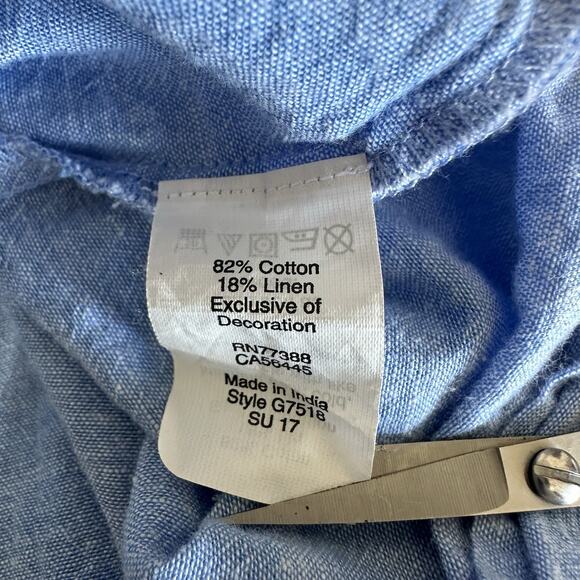 82% Cotton
18% Linen
Exclusive of
Decoration
RN77388
CA56445
Made in India
Style G7518
SU 17